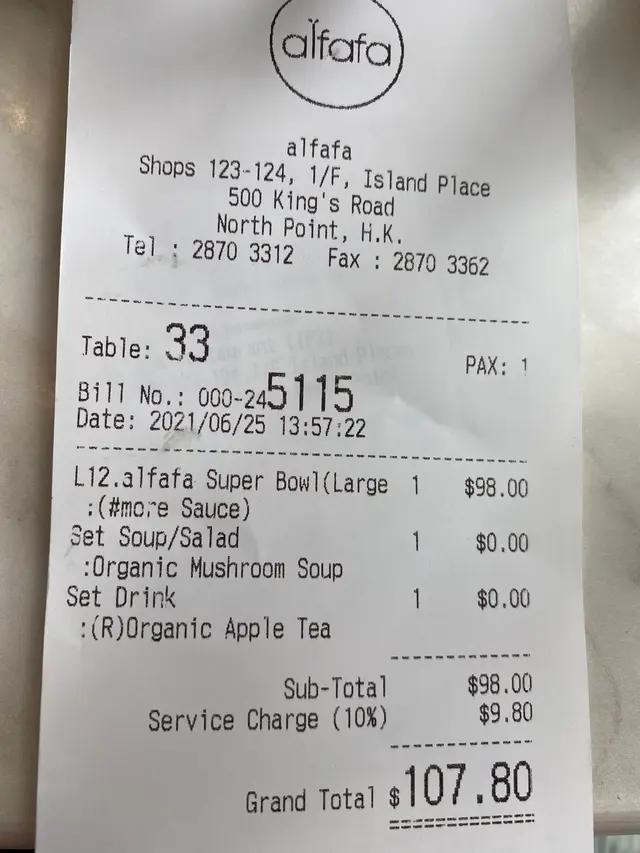 alfafa
alfafa
Shops 123-124, 1/F, Island Place
500 King's Road
North Point, H.K.
Tel : 2870 3312 Fax : 2870 3362
Table: 33 PAX: 1
Bill No.: 000-245115
Date: 2021/06/25 13:57:22
L12.alfafa Super Bowl(Large 1 $98.00
:(#more Sauce)
Set Soup/Salad 1 $0.00
:Organic Mushroom Soup
Set Drink 1 $0.00
:(R)Organic Apple Tea
Sub-Total $98.00
Service Charge (10%) $9.80
Grand Total $107.80